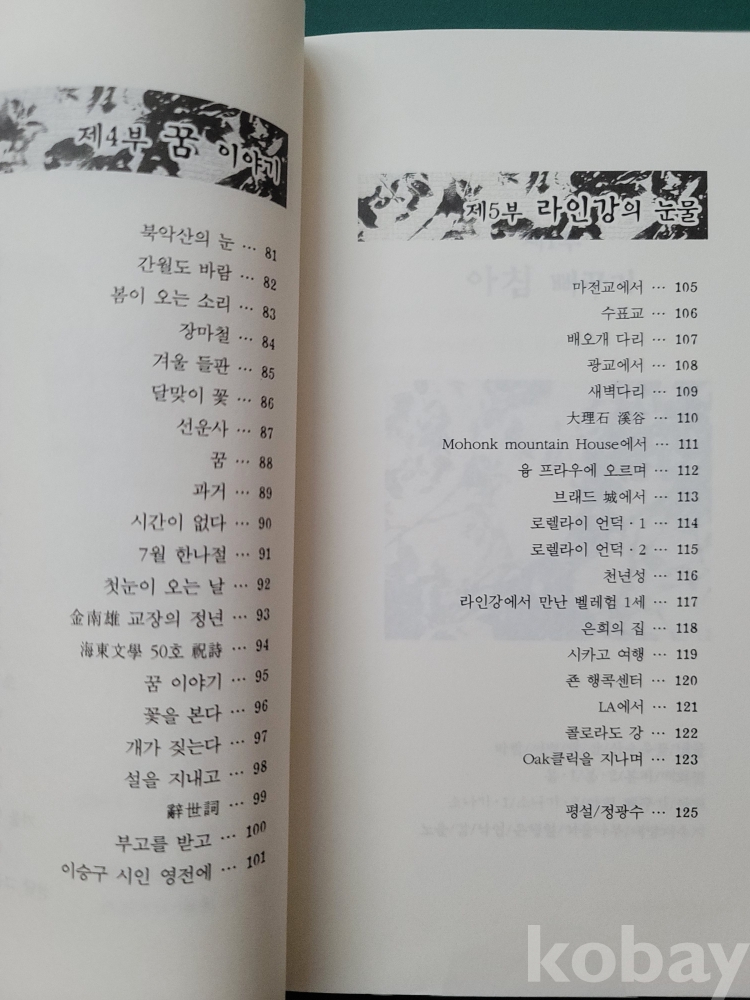 제4부 꿈 이야기
북악산의 눈 … 81
간월도 바람 … 82
봄이 오는 소리 … 83
장마철 … 84
겨울 들판 … 85
달맞이 꽃 … 86
선운사 … 87
꿈 … 88
과거 … 89
시간이 없다 … 90
7월 한나절 … 91
첫눈이 오는 날 … 92
金南雄 교장의 정년 … 93
海東文學 50호 祝詩 … 94
꿈 이야기 … 95
꽃을 본다 … 96
개가 짖는다 … 97
설을 지내고 … 98
辭世詞 … 99
부고를 받고 … 100
이승구 시인 영전에 … 101
제5부 라인강의 눈물
마전교에서 … 105
수표교 … 106
배오개 다리 … 107
광교에서 … 108
새벽다리 … 109
大理石 溪谷 … 110
Mohonk mountain House에서 … 111
융 프라우에 오르며 … 112
브래드 城에서 … 113
로렐라이 언덕 · 1 … 114
로렐라이 언덕 · 2 … 115
천년성 … 116
라인강에서 만난 벨레험 1세 … 117
은희의 집 … 118
시카고 여행 … 119
죤 행콕센터 … 120
LA에서 … 121
콜로라도 강 … 122
Oak클릭을 지나며 … 123
평설/정광수 … 125
kobay